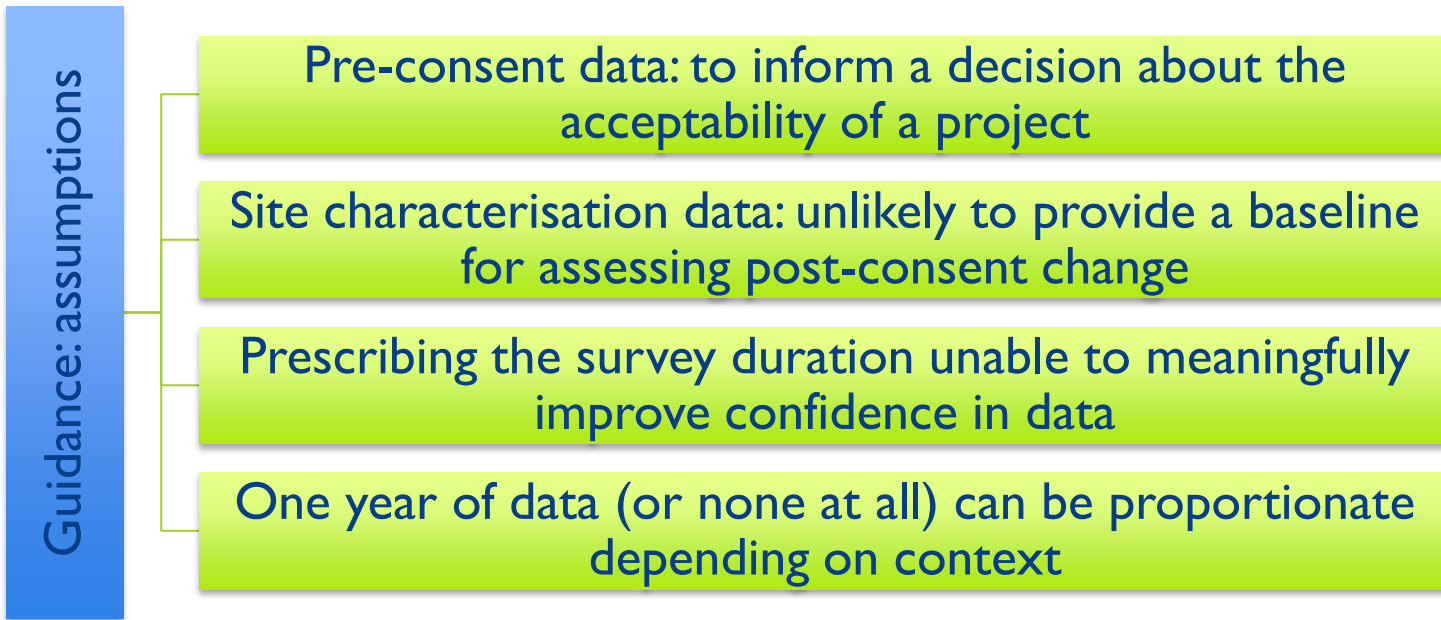 Guidance: assumptions
Pre-consent data: to inform a decision about the
acceptability of a project
Site characterisation data: unlikely to provide a baseline
for assessing post-consent change
Prescribing the survey duration unable to meaningfully
improve confidence in data
One year of data (or none at all) can be proportionate
depending on context